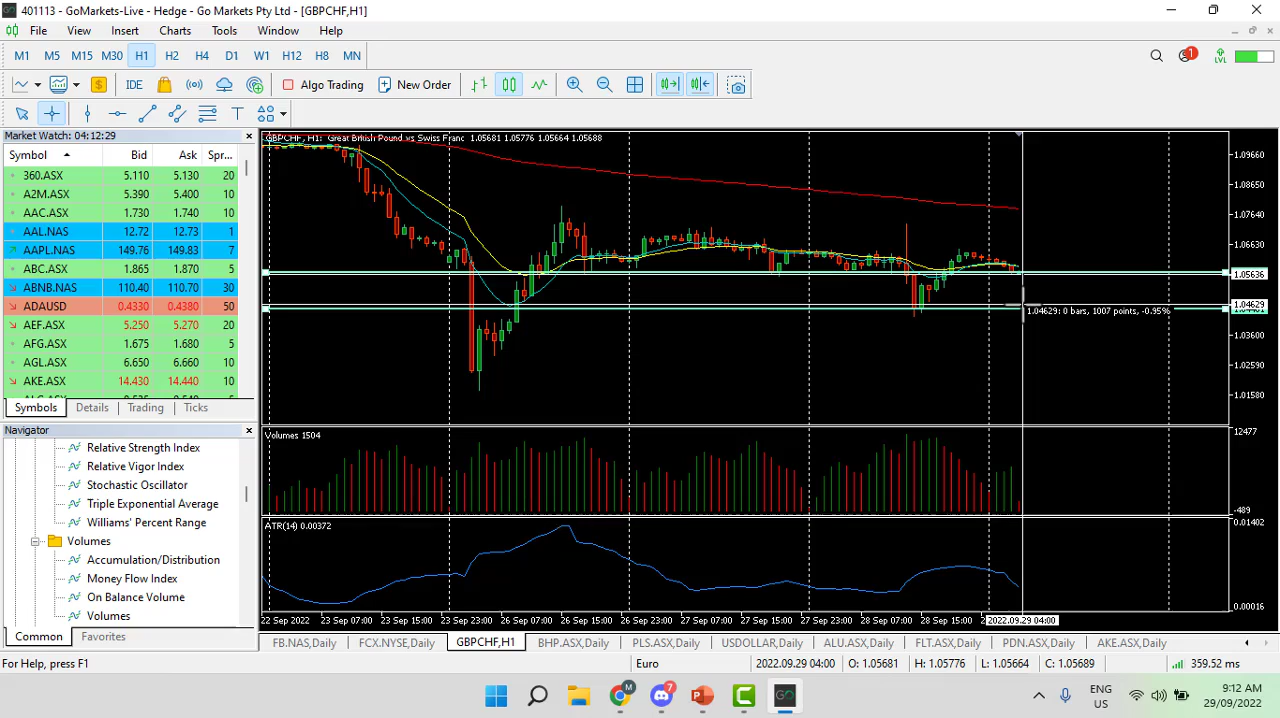 401113 - GoMarkets-Live - Hedge - Go Markets Pty Ltd - [GBPCHF,H1]
File View Insert Charts Tools Window Help
M1 M5 M15 M30 H1 H2 H4 D1 W1 H12 H8 MN
1
LVL
IDE
Algo Trading
New Order
T
Market Watch: 04:12:29
Symbol Bid Ask Spr...
360.ASX 5.110 5.130 20
A2M.ASX 5.390 5.400 10
AAC.ASX 1.730 1.740 10
AAL.NAS 12.72 12.73 1
AAPL.NAS 149.76 149.83 7
ABC.ASX 1.865 1.870 5
ABNB.NAS 110.40 110.70 30
ADAUSD 0.4330 0.4380 50
AEF.ASX 5.250 5.270 20
AFG.ASX 1.675 1.680 5
AGL.ASX 6.650 6.660 10
AKE.ASX 14.430 14.440 10
Symbols Details Trading Ticks
Navigator
Relative Strength Index
Relative Vigor Index
Stochastic Oscillator
Triple Exponential Average
Williams' Percent Range
Volumes
Accumulation/Distribution
Money Flow Index
On Balance Volume
Volumes
Common Favorites
GBPCHF, H1: Great British Pound vs Swiss Franc 1.05681 1.05776 1.05664 1.05688
1.09660
1.08650
1.07640
1.06630
1.05636
1.04629
1.03600
1.02590
1.01580
1.04629: 0 bars, 1007 points, -0.95%
Volumes 1504
12477
-489
ATR(14) 0.00372
0.01402
0.00016
22 Sep 2022 23 Sep 07:00 23 Sep 15:00 23 Sep 23:00 26 Sep 07:00 26 Sep 15:00 26 Sep 23:00 27 Sep 07:00 27 Sep 15:00 27 Sep 23:00 28 Sep 07:00 28 Sep 15:00 2022.09.29 04:00
FB.NAS,Daily FCX.NYSE,Daily GBPCHF,H1 BHP.ASX,Daily PLS.ASX,Daily USDOLLAR,Daily ALU.ASX,Daily FLT.ASX,Daily PDN.ASX,Daily AKE.ASX,Daily
For Help, press F1 Euro 2022.09.29 04:00 O: 1.05681 H: 1.05776 L: 1.05664 C: 1.05689 359.52 ms
M
7
P
C
GO
ENG
US
9:12 AM
29/09/2022